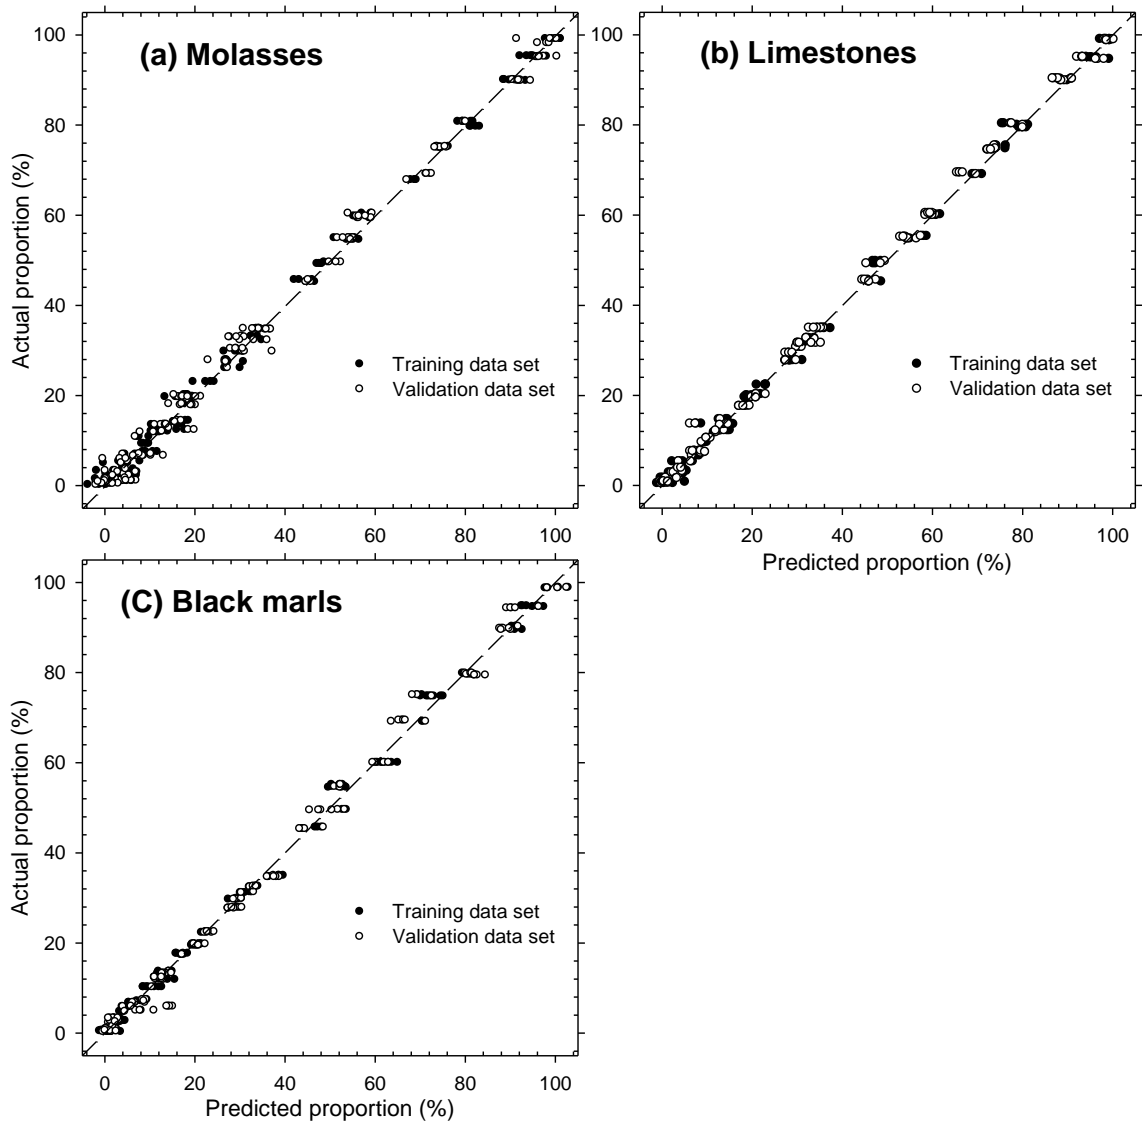 (a) Molasses
Actual proportion (%)
100
80
60
40
20
0
Training data set
Validation data set
0 20 40 60 80 100
(b) Limestones
100
80
60
40
20
0
Training data set
Validation data set
0 20 40 60 80 100
Predicted proportion (%)
(C) Black marls
Actual proportion (%)
100
80
60
40
20
0
Training data set
Validation data set
0 20 40 60 80 100
Predicted proportion (%)